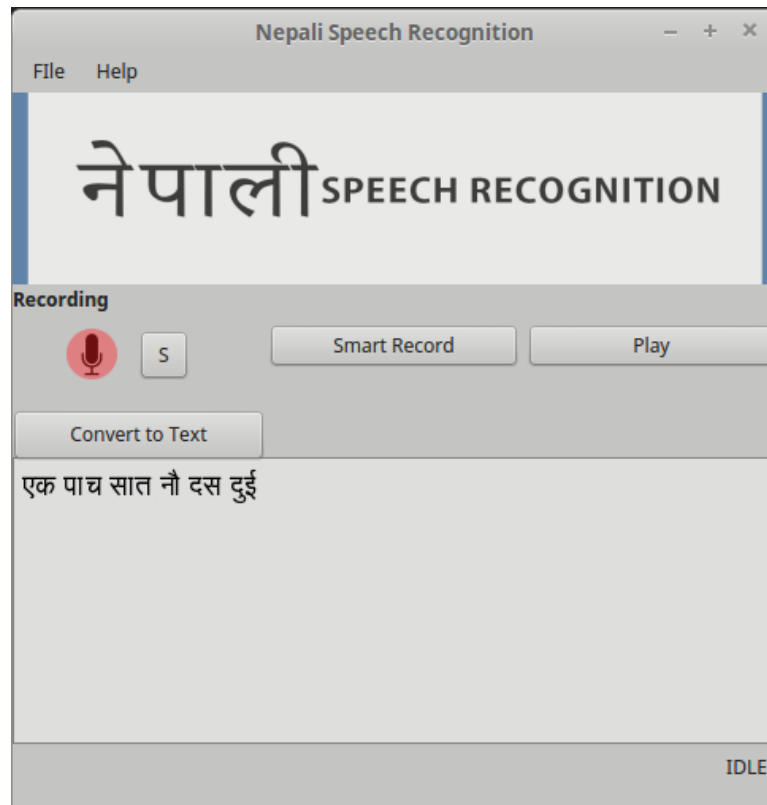 Nepali Speech Recognition
FIle Help
नेपाली SPEECH RECOGNITION
Recording
S Smart Record Play
Convert to Text
एक पाच सात नौ दस दुई
IDLE